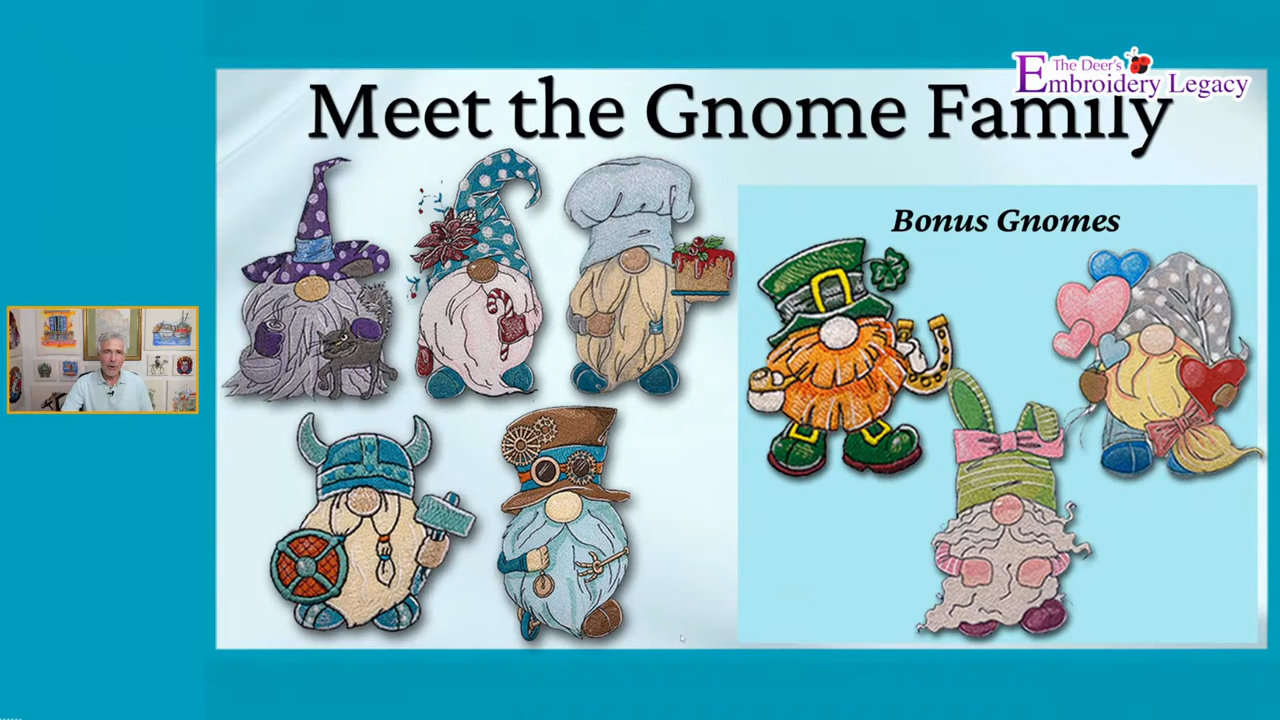 The Deer's
Embroidery Legacy
Meet the Gnome Family
Bonus Gnomes